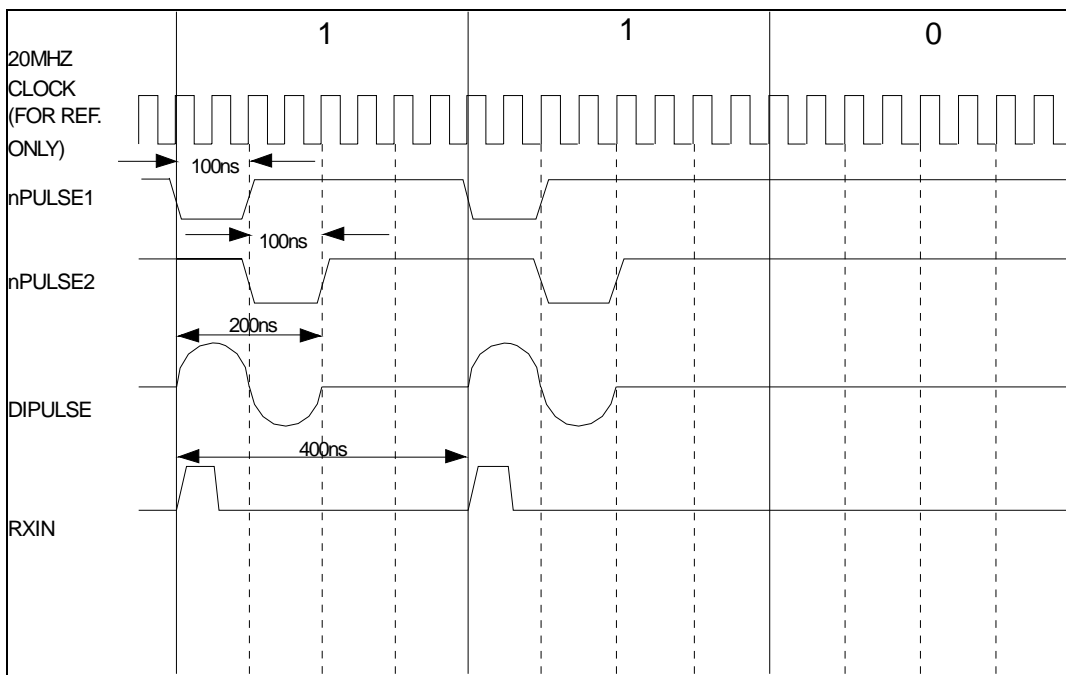 1 1 0
20MHZ
CLOCK
(FOR REF.
ONLY)
100ns
nPULSE1
100ns
nPULSE2
200ns
DIPULSE
400ns
RXIN